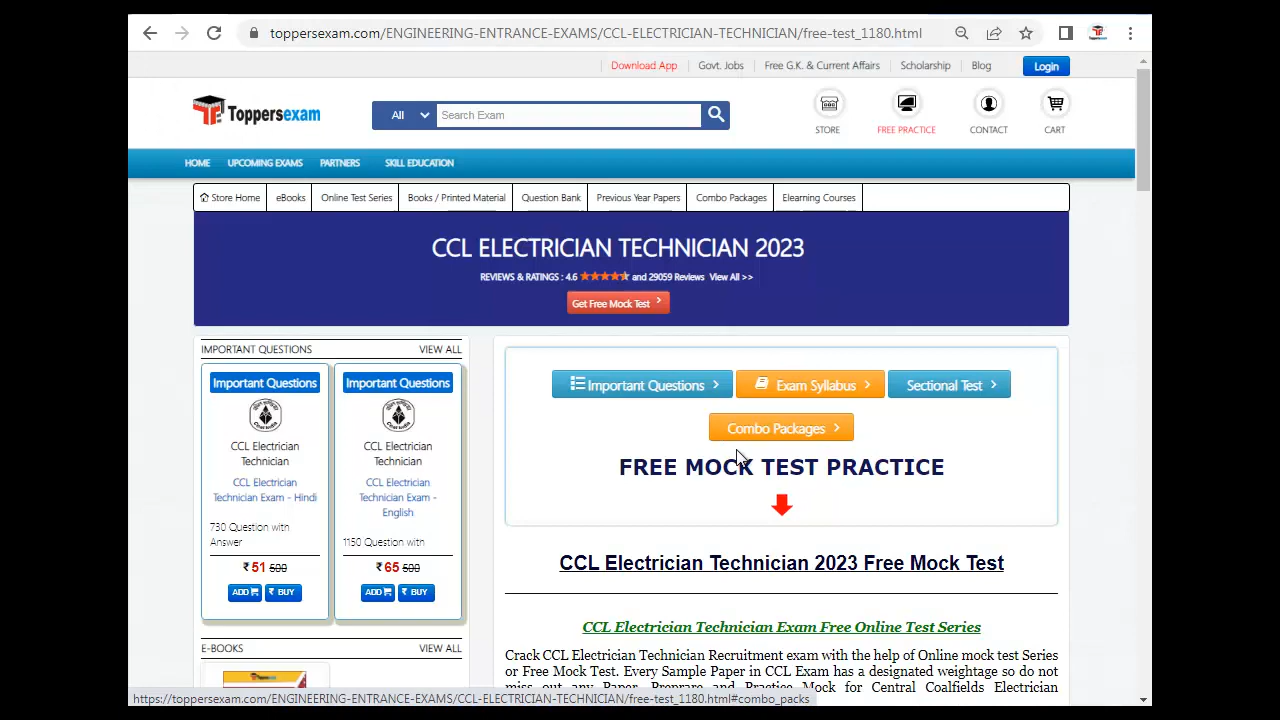 toppersexam.com/ENGINEERING-ENTRANCE-EXAMS/CCL-ELECTRICIAN-TECHNICIAN/free-test_1180.html
Download App Govt. Jobs Free G.K. & Current Affairs Scholarship Blog Login
Toppersexam
All Search Exam
STORE FREE PRACTICE CONTACT CART
HOME UPCOMING EXAMS PARTNERS SKILL EDUCATION
Store Home eBooks Online Test Series Books / Printed Material Question Bank Previous Year Papers Combo Packages Elearning Courses
CCL ELECTRICIAN TECHNICIAN 2023
REVIEWS & RATINGS : 4.6 and 29059 Reviews View All >>
Get Free Mock Test
IMPORTANT QUESTIONS VIEW ALL
Important Questions
CCL Electrician
Technician
CCL Electrician
Technician Exam - Hindi
730 Question with
Answer
₹ 51 500
ADD ₹ BUY
Important Questions
CCL Electrician
Technician
CCL Electrician
Technician Exam -
English
1150 Question with
₹ 65 600
ADD ₹ BUY
E-BOOKS VIEW ALL
Important Questions Exam Syllabus Sectional Test
Combo Packages
FREE MOCK TEST PRACTICE
CCL Electrician Technician 2023 Free Mock Test
CCL Electrician Technician Exam Free Online Test Series
Crack CCL Electrician Technician Recruitment exam with the help of Online mock test Series
or Free Mock Test. Every Sample Paper in CCL Exam has a designated weightage so do not
miss out any Paper. Prepare and Practice Mock for Central Coalfields Electrician
https://toppersexam.com/ENGINEERING-ENTRANCE-EXAMS/CCL-ELECTRICIAN-TECHNICIAN/free-test_1180.html#combo_packs